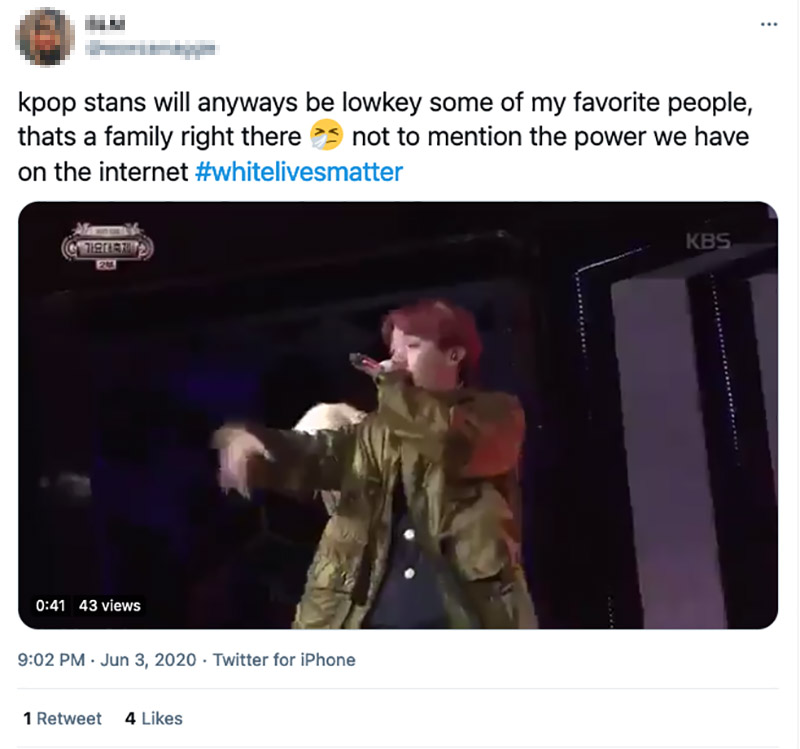 kpop stans will anyways be lowkey some of my favorite people,
thats a family right there 🤧 not to mention the power we have
on the internet #whitelivesmatter
KBS
0:41 43 views
9:02 PM · Jun 3, 2020 · Twitter for iPhone
1 Retweet 4 Likes